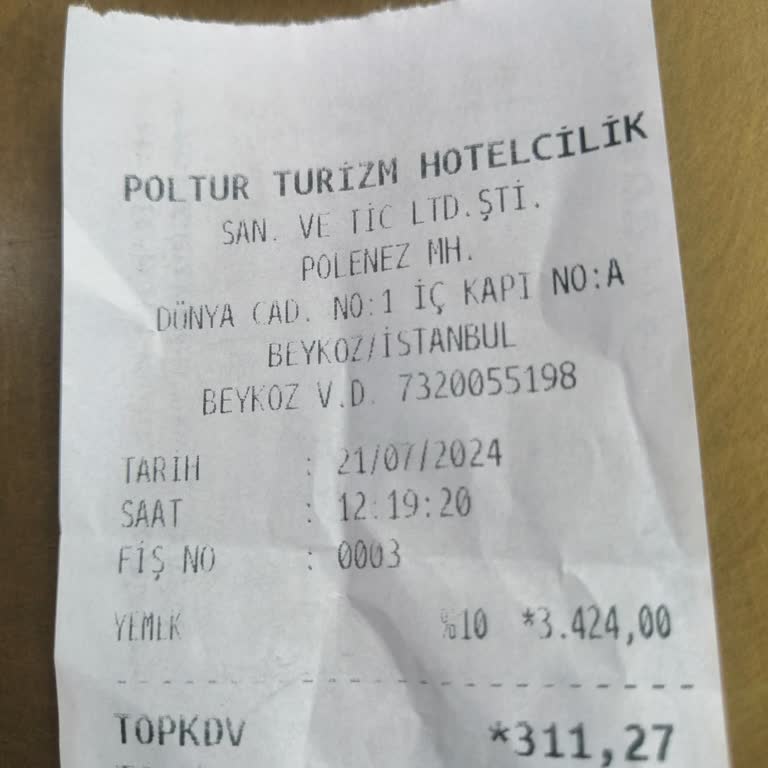 POLTUR TURİZM HOTELCİLİK
SAN. VE TİC LTD.ŞTİ.
POLENEZ MH.
DÜNYA CAD. NO:1 İÇ KAPI NO:A
BEYKOZ/İSTANBUL
BEYKOZ V.D. 7320055198
TARİH : 21/07/2024
SAAT : 12:19:20
FİŞ NO : 0003
YEMEK %10 *3.424,00
TOPKDV *311,27